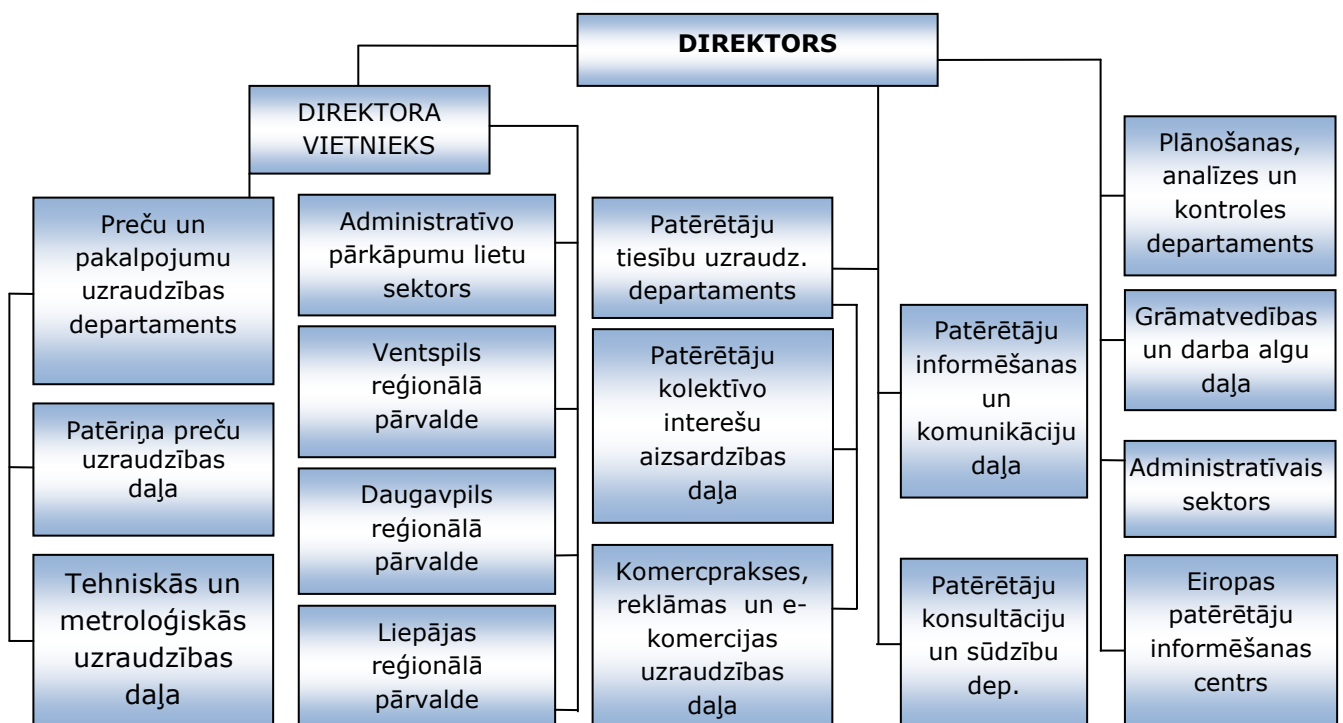 DIREKTORS
DIREKTORA
VIETNIEKS
Preču un
pakalpojumu
uzraudzības
departaments
Patēriņa preču
uzraudzības
daļa
Tehniskās un
metroloģiskās
uzraudzības
daļa
Administratīvo
pārkāpumu lietu
sektors
Ventspils
reģionālā
pārvalde
Daugavpils
reģionālā
pārvalde
Liepājas
reģionālā
pārvalde
Patērētāju
tiesību uzraudz.
departaments
Patērētāju
kolektīvo
interešu
aizsardzības
daļa
Komercprakses,
reklāmas un e-
komercijas
uzraudzības
daļa
Patērētāju
informēšanas
un
komunikāciju
daļa
Patērētāju
konsultāciju
un sūdzību
dep.
Plānošanas,
analīzes un
kontroles
departaments
Grāmatvedības
un darba algu
daļa
Administratīvais
sektors
Eiropas
patērētāju
informēšanas
centrs